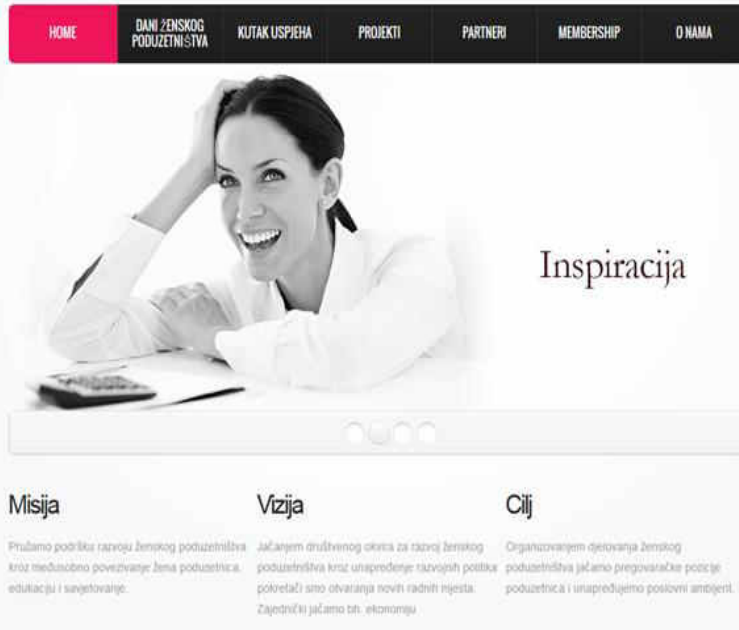 HOME
DANI ŽENSKOG
PODUZETNIŠTVA
KUTAK USPJEHA
PROJEKTI
PARTNERI
MEMBERSHIP
O NAMA
Inspiracija
Misija
Pružamo podršku razvoju ženskog poduzetništva
kroz međusobno povezivanje žena poduzetnica,
edukaciju i savjetovanje.
Vizija
Jačanjem društvenog okvira za razvoj ženskog
poduzetništva kroz unapređenje razvojnih politika
pokretači smo otvaranja novih radnih mjesta.
Zajednički jačamo bh. ekonomiju
Cilj
Organizovanjem djelovanja ženskog
poduzetništva jačamo pregovaračke pozicije
poduzetnica i unapređujemo poslovni ambijent.